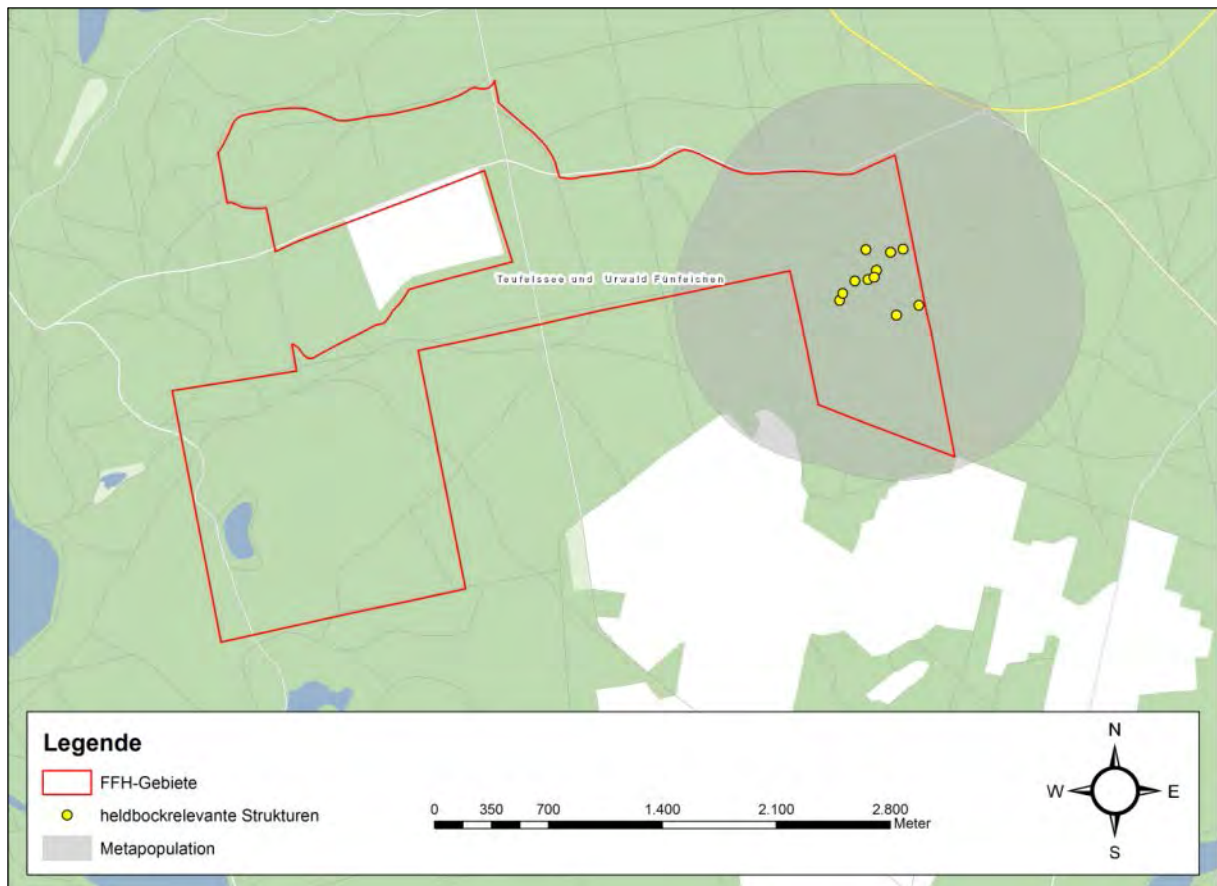 Teufelssee und Urwald Fünfeichen
Legende
FFH-Gebiete
heldbockrelevante Strukturen
Metapopulation
0 350 700 1.400 2.100 2.800
Meter
N
W E
S